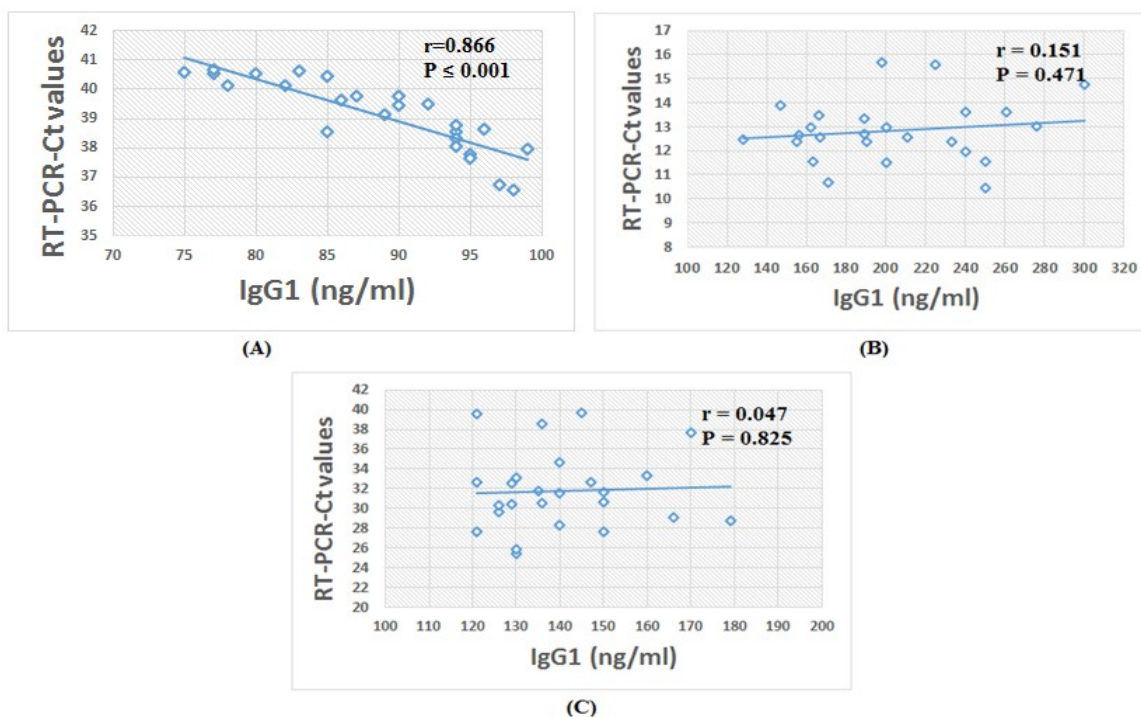 42
41
40
39
38
37
36
35
RT-PCR-Ct values
r=0.866
P ≤ 0.001
70 75 80 85 90 95 100
IgG1 (ng/ml)
(A)
17
16
15
14
13
12
11
10
9
8
RT-PCR-Ct values
r = 0.151
P = 0.471
100 120 140 160 180 200 220 240 260 280 300 320
IgG1 (ng/ml)
(B)
42
40
38
36
34
32
30
28
26
24
22
20
RT-PCR-Ct values
r = 0.047
P = 0.825
100 110 120 130 140 150 160 170 180 190 200
IgG1 (ng/ml)
(C)